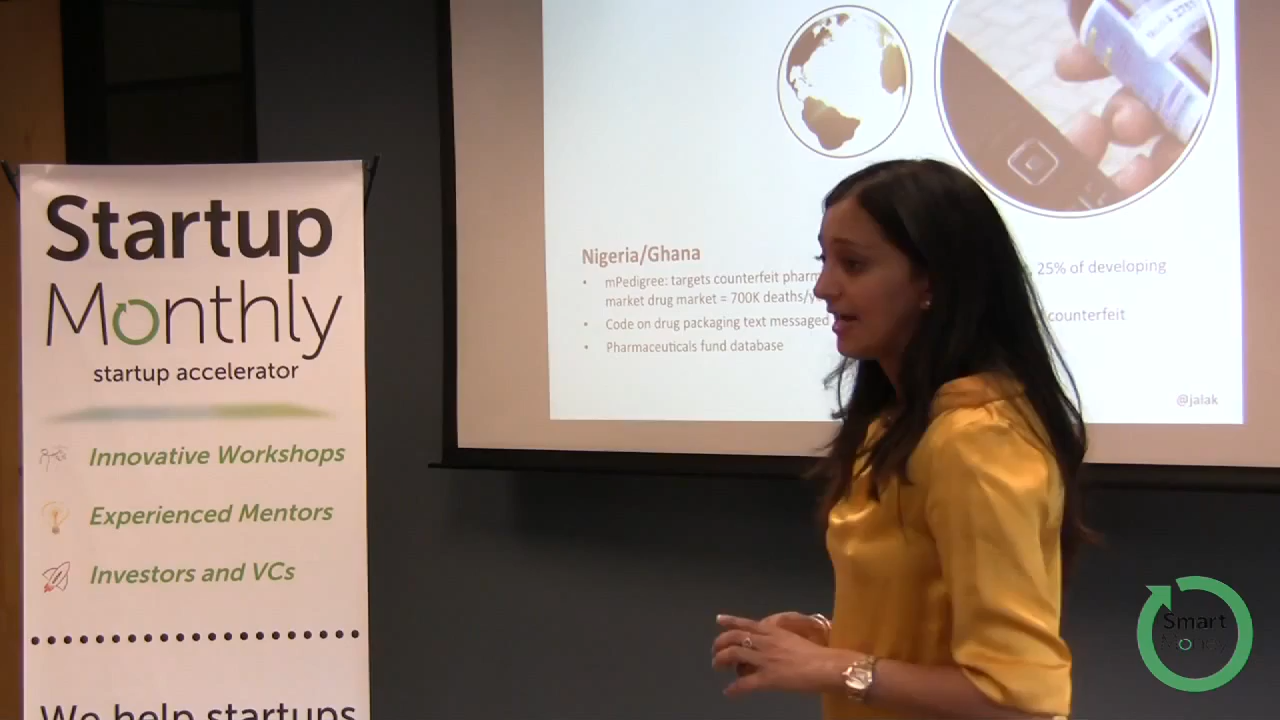 Startup
Monthly
startup accelerator
Innovative Workshops
Experienced Mentors
Investors and VCs
We help startups
Nigeria/Ghana
• mPedigree: targets counterfeit 25% of developing
market drug market = 700K
• Code on drug packaging text messaged counterfeit
• Pharmaceuticals fund database
@jalak
Smart
Money